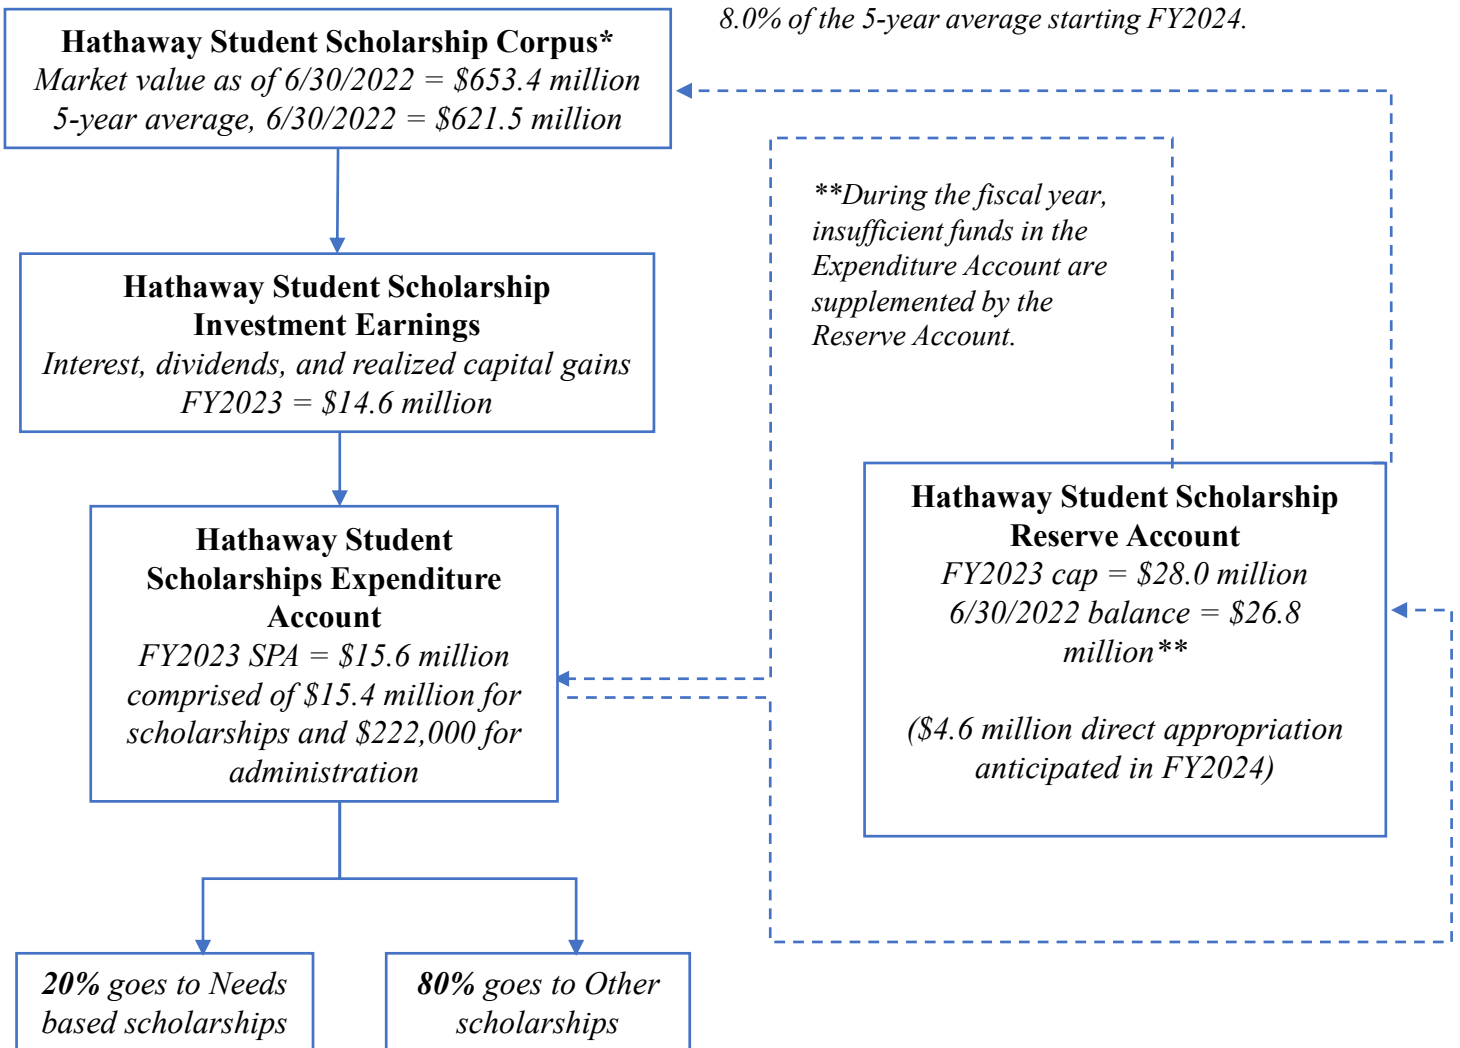 8.0% of the 5-year average starting FY2024.
Hathaway Student Scholarship Corpus*
Market value as of 6/30/2022 = $653.4 million
5-year average, 6/30/2022 = $621.5 million
**During the fiscal year,
insufficient funds in the
Expenditure Account are
supplemented by the
Reserve Account.
Hathaway Student Scholarship
Investment Earnings
Interest, dividends, and realized capital gains
FY2023 = $14.6 million
Hathaway Student
Scholarships Expenditure
Account
FY2023 SPA = $15.6 million
comprised of $15.4 million for
scholarships and $222,000 for
administration
Hathaway Student Scholarship
Reserve Account
FY2023 cap = $28.0 million
6/30/2022 balance = $26.8
million**
($4.6 million direct appropriation
anticipated in FY2024)
20% goes to Needs
based scholarships
80% goes to Other
scholarships